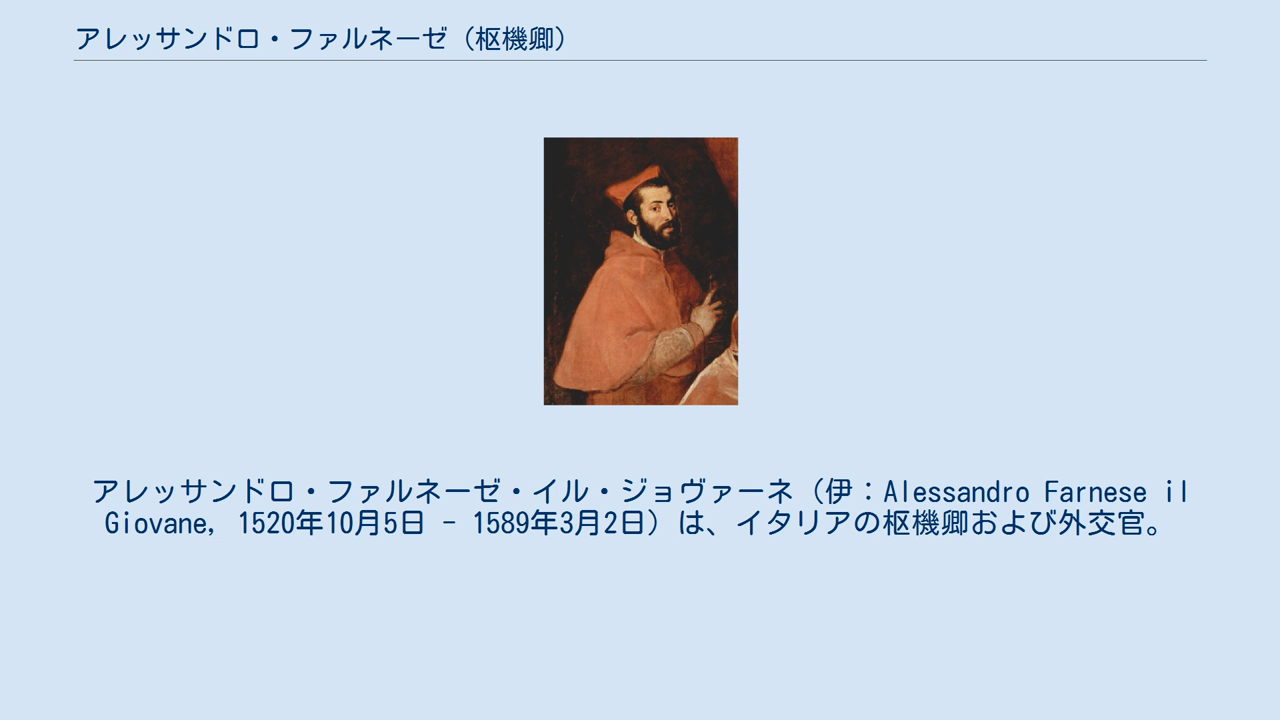 アレッサンドロ・ファルネーゼ（枢機卿）
アレッサンドロ・ファルネーゼ・イル・ジョヴァーネ（伊：Alessandro Farnese il
Giovane, 1520年10月5日 - 1589年3月2日）は、イタリアの枢機卿および外交官。